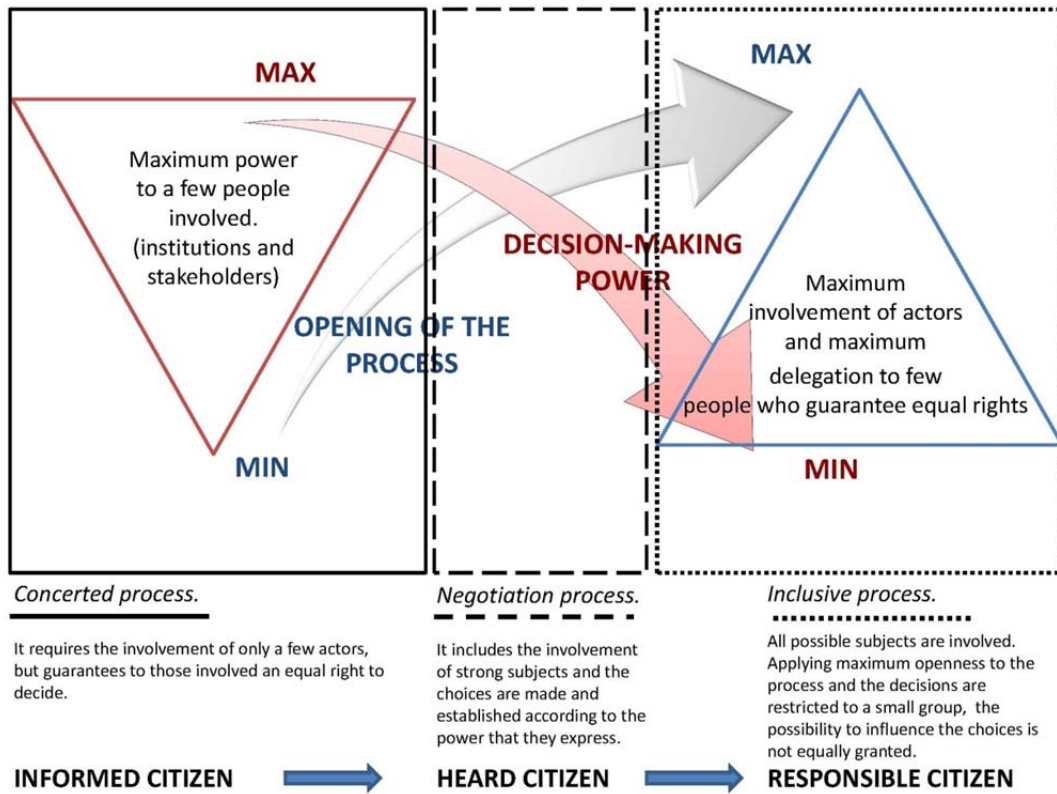 MAX
Maximum power
to a few people
involved.
(institutions and
stakeholders)
MIN
OPENING OF THE
PROCESS
DECISION-MAKING
POWER
MAX
Maximum
involvement of actors
and maximum
delegation to few
people who guarantee equal rights
MIN
Concerted process.
It requires the involvement of only a few actors,
but guarantees to those involved an equal right to
decide.
Negotiation process.
It includes the involvement
of strong subjects and the
choices are made and
established according to the
power that they express.
Inclusive process.
All possible subjects are involved.
Applying maximum openness to the
process and the decisions are
restricted to a small group, the
possibility to influence the choices is
not equally granted.
INFORMED CITIZEN
HEARD CITIZEN
RESPONSIBLE CITIZEN